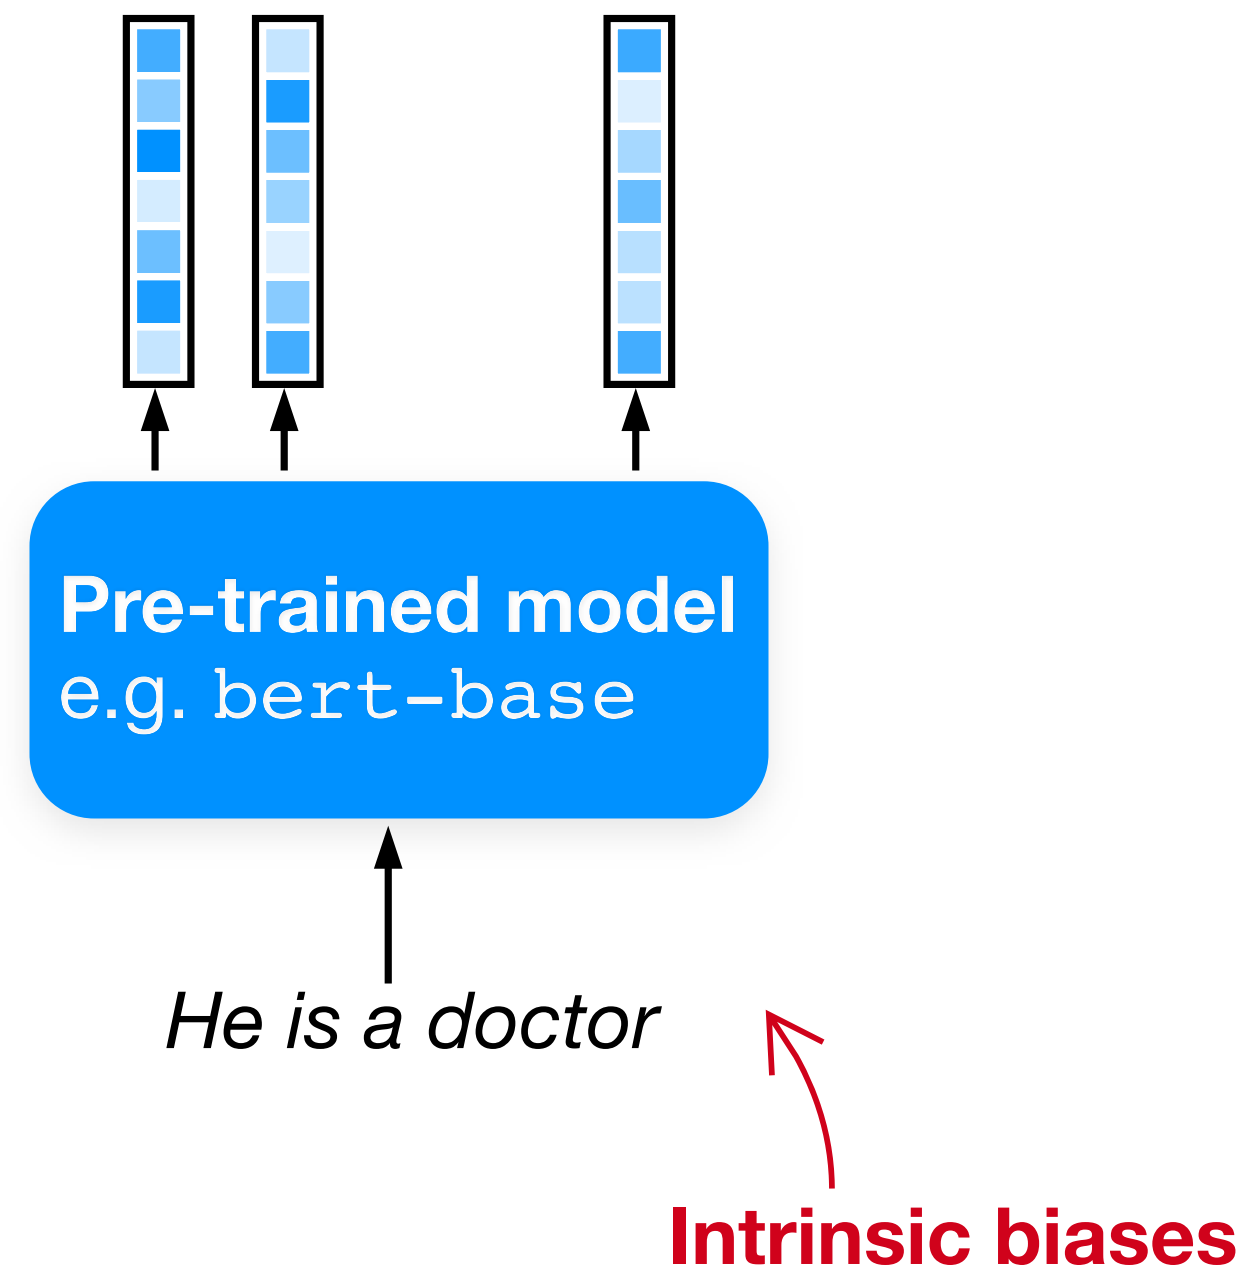 Pre-trained model
e.g. bert-base
He is a doctor
Intrinsic biases